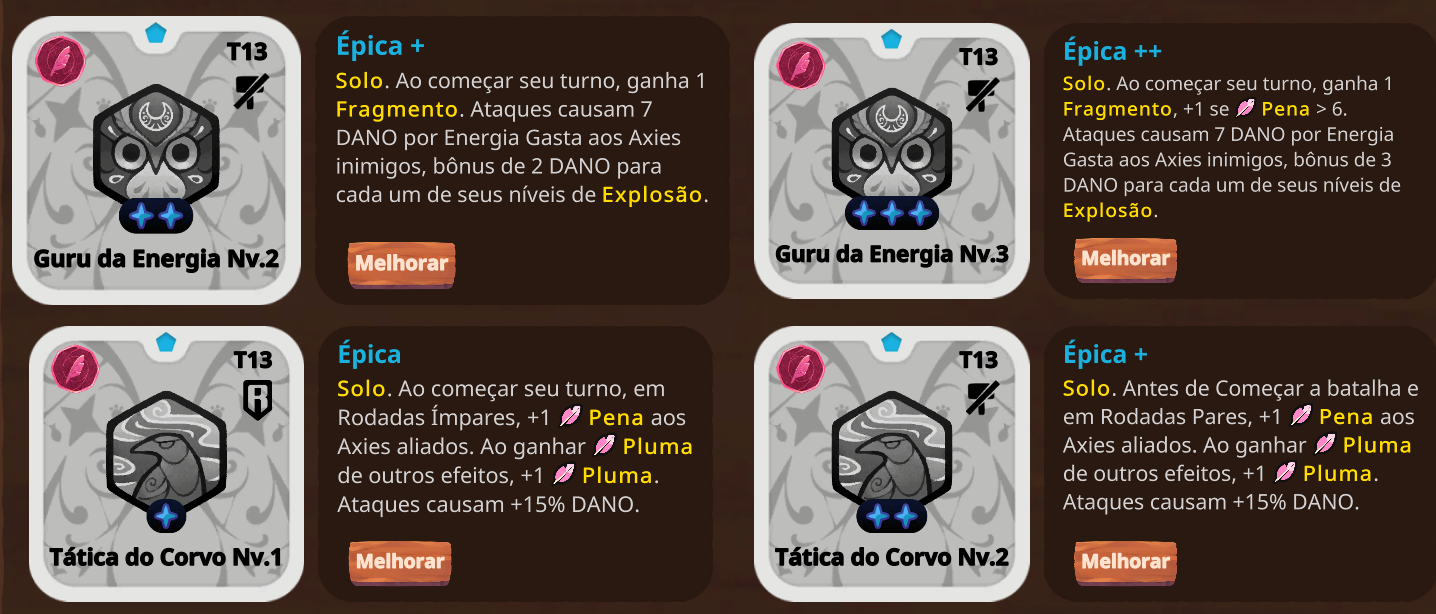 T13
Guru da Energia Nv.2
Épica +
Solo. Ao começar seu turno, ganha 1
Fragmento. Ataques causam 7
DANO por Energia Gasta aos Axies
inimigos, bônus de 2 DANO para
cada um de seus níveis de Explosão.
Melhorar
T13
Guru da Energia Nv.3
Épica ++
Solo. Ao começar seu turno, ganha 1
Fragmento, +1 se Pena > 6.
Ataques causam 7 DANO por Energia
Gasta aos Axies inimigos, bônus de 3
DANO para cada um de seus níveis de
Explosão.
Melhorar
T13
R
Tática do Corvo Nv.1
Épica
Solo. Ao começar seu turno, em
Rodadas Ímpares, +1 Pena aos
Axies aliados. Ao ganhar Pluma
de outros efeitos, +1 Pluma.
Ataques causam +15% DANO.
Melhorar
T13
Tática do Corvo Nv.2
Épica +
Solo. Antes de Começar a batalha e
em Rodadas Pares, +1 Pena aos
Axies aliados. Ao ganhar Pluma
de outros efeitos, +1 Pluma.
Ataques causam +15% DANO.
Melhorar